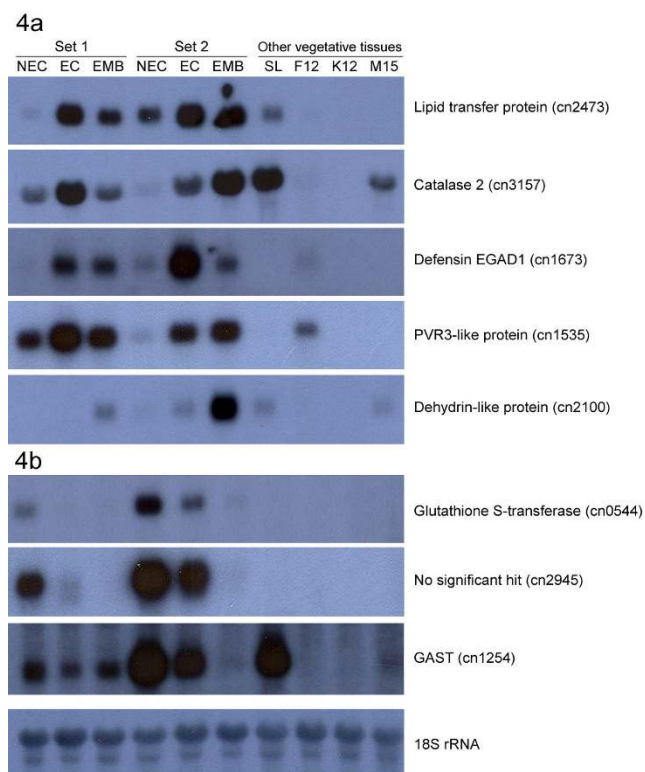 4a
Set 1 Set 2 Other vegetative tissues
NEC EC EMB NEC EC EMB SL F12 K12 M15
Lipid transfer protein (cn2473)
Catalase 2 (cn3157)
Defensin EGAD1 (cn1673)
PVR3-like protein (cn1535)
Dehydrin-like protein (cn2100)
4b
Glutathione S-transferase (cn0544)
No significant hit (cn2945)
GAST (cn1254)
18S rRNA